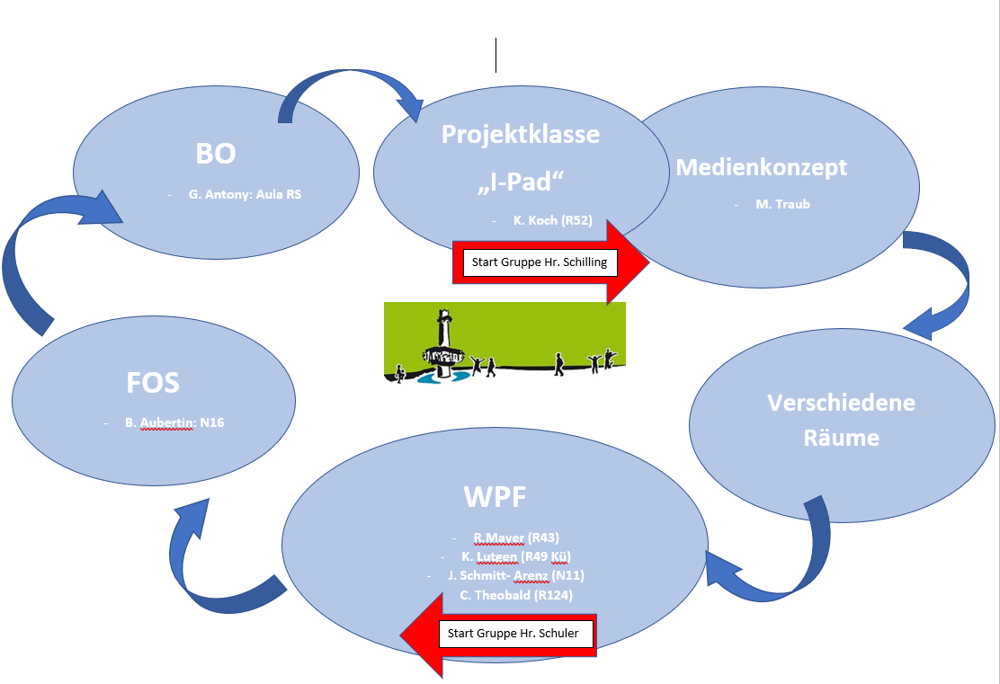 BO
- G. Antony: Aula RS
Projektklasse
„I-Pad“
- K. Koch (R52)
Medienkonzept
- M. Traub
Start Gruppe Hr. Schilling
FOS
- B. Aubertin: N16
Verschiedene
Räume
WPF
- R.Mayer (R43)
- K. Lutgen (R49 Kü)
- J. Schmitt- Arenz (N11)
C. Theobald (R124)
Start Gruppe Hr. Schuler